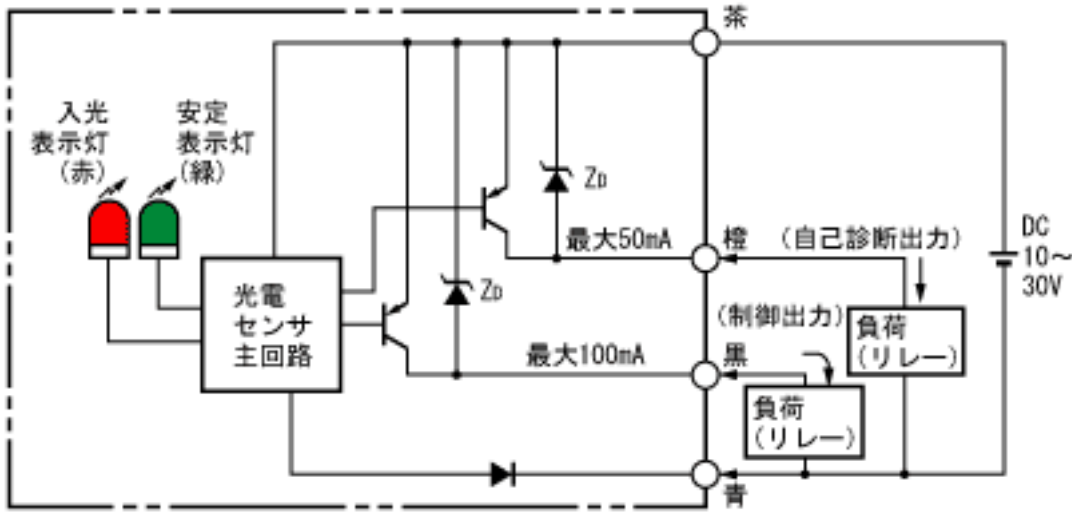 茶
入光
表示灯
(赤)
安定
表示灯
(緑)
ZD
最大50mA
橙
(自己診断出力)
DC
10～
30V
光電
センサ
主回路
ZD
(制御出力)
負荷
(リレー)
最大100mA
黒
負荷
(リレー)
青